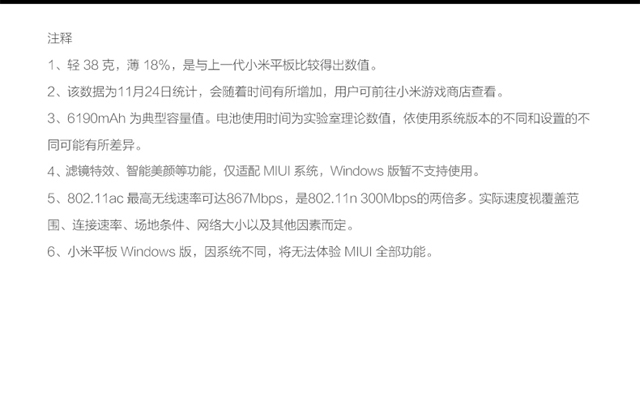 注释
1、轻 38 克，薄 18%，是与上一代小米平板比较得出数值。
2、该数据为11月24日统计，会随着时间有所增加，用户可前往小米游戏商店查看。
3、6190mAh 为典型容量值。电池使用时间为实验室理论数值，依使用系统版本的不同和设置的不
同可能有所差异。
4、滤镜特效、智能美颜等功能，仅适配 MIUI 系统，Windows 版暂不支持使用。
5、802.11ac 最高无线速率可达867Mbps，是802.11n 300Mbps的两倍多。实际速度视覆盖范
围、连接速率、场地条件、网络大小以及其他因素而定。
6、小米平板 Windows 版，因系统不同，将无法体验 MIUI 全部功能。